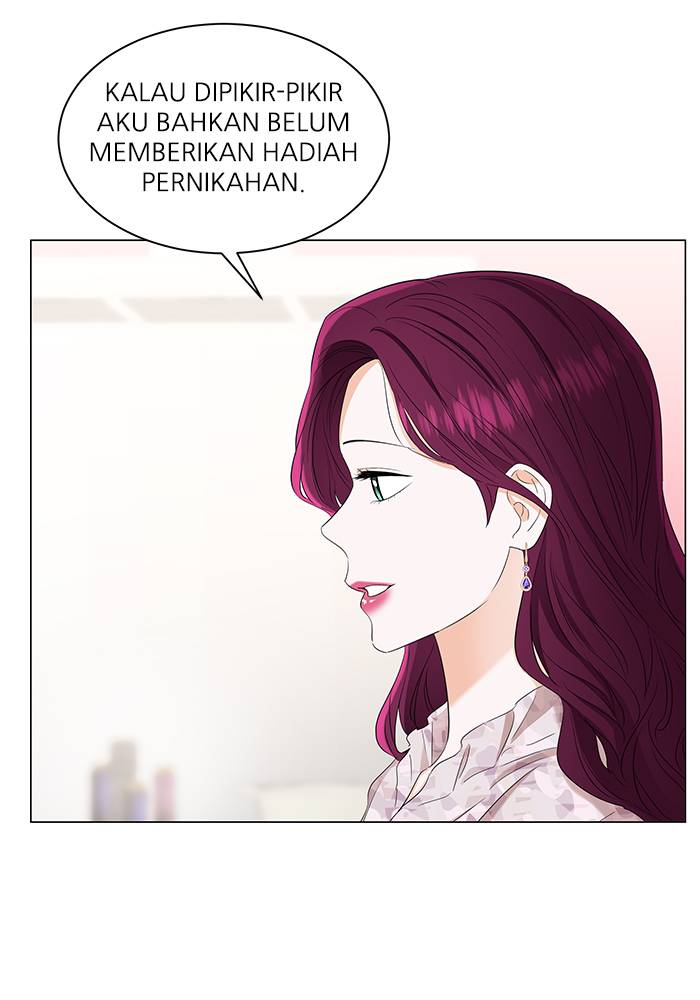 KALAU DIPIKIR-PIKIR
AKU BAHKAN BELUM
MEMBERIKAN HADIAH
PERNIKAHAN.